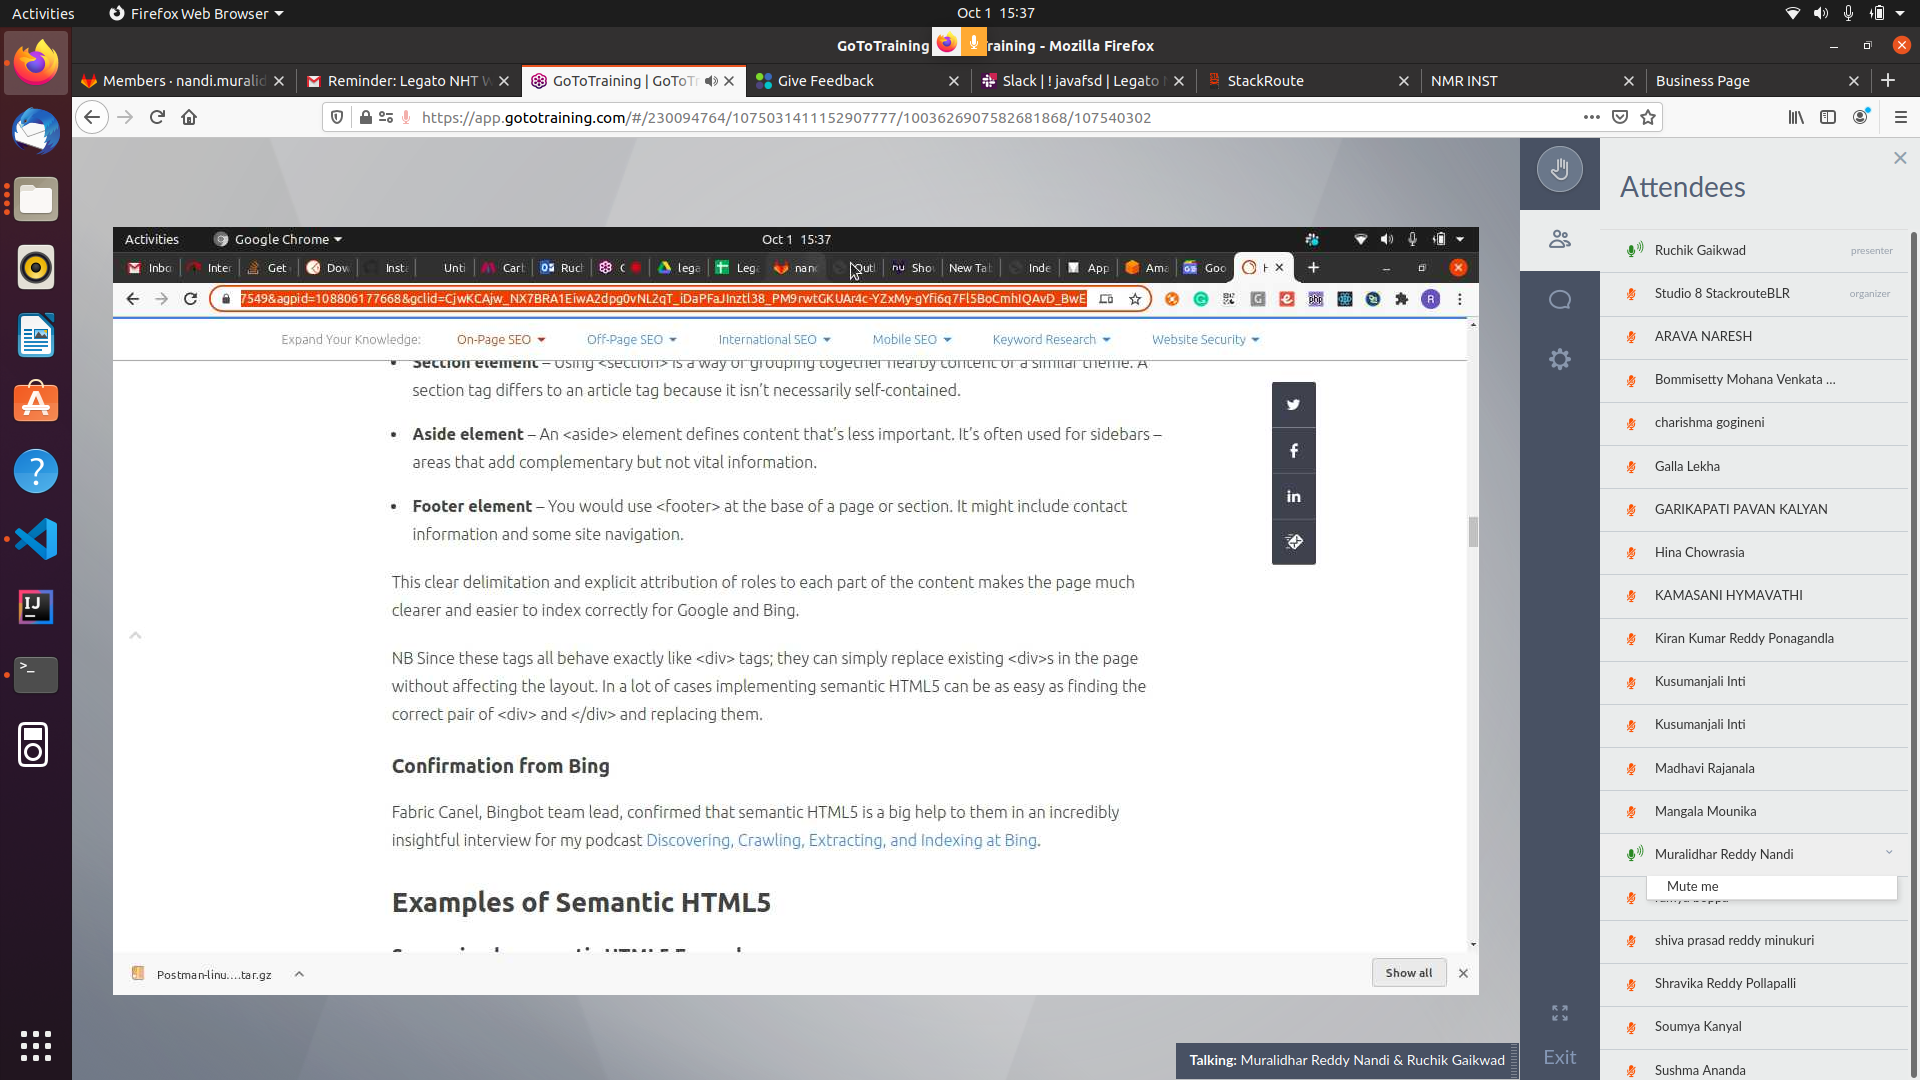 Activities
Firefox Web Browser
Oct 1 15:37
GoToTraining
raining - Mozilla Firefox
Members · nandi.muralid
Reminder: Legato NHT W
GoToTraining | GoToTr
Give Feedback
Slack | ! javafsd | Legato
StackRoute
NMR INST
Business Page
https://app.gototraining.com/#/230094764/1075031411152907777/1003626907582681868/107540302
Activities
Google Chrome
Oct 1 15:37
Inbo
Inter
Get
Dow
Inst
Unti
Cart
Ruch
lega
Lega
nand
Outl
Show
New Tab
Inde
App
Ama
Goo
7549&agpid=108806177668&gclid=CjwKCAjw_NX7BRA1EiwA2dpg0vNL2qT_iDaPFaJInztl38_PM9rwtGKUAr4c-YZxMy-gYfi6q7Fl5BoCmhIQAvD_BwE
Expand Your Knowledge:
On-Page SEO
Off-Page SEO
International SEO
Mobile SEO
Keyword Research
Website Security
• Section element – Using <section> is a way of grouping together nearby content of a similar theme. A
section tag differs to an article tag because it isn't necessarily self-contained.
• Aside element – An <aside> element defines content that's less important. It's often used for sidebars –
areas that add complementary but not vital information.
• Footer element – You would use <footer> at the base of a page or section. It might include contact
information and some site navigation.
This clear delimitation and explicit attribution of roles to each part of the content makes the page much
clearer and easier to index correctly for Google and Bing.
NB Since these tags all behave exactly like <div> tags; they can simply replace existing <div>s in the page
without affecting the layout. In a lot of cases implementing semantic HTML5 can be as easy as finding the
correct pair of <div> and </div> and replacing them.
Confirmation from Bing
Fabric Canel, Bingbot team lead, confirmed that semantic HTML5 is a big help to them in an incredibly
insightful interview for my podcast Discovering, Crawling, Extracting, and Indexing at Bing.
Examples of Semantic HTML5
Postman-linu....tar.gz
Show all
Talking: Muralidhar Reddy Nandi & Ruchik Gaikwad
Exit
Attendees
Ruchik Gaikwad
presenter
Studio 8 StackrouteBLR
organizer
ARAVA NARESH
Bommisetty Mohana Venkata ...
charishma gogineni
Galla Lekha
GARIKAPATI PAVAN KALYAN
Hina Chowrasia
KAMASANI HYMAVATHI
Kiran Kumar Reddy Ponagandla
Kusumanjali Inti
Kusumanjali Inti
Madhavi Rajanala
Mangala Mounika
Muralidhar Reddy Nandi
Mute me
shiva prasad reddy minukuri
Shravika Reddy Pollapalli
Soumya Kanyal
Sushma Ananda